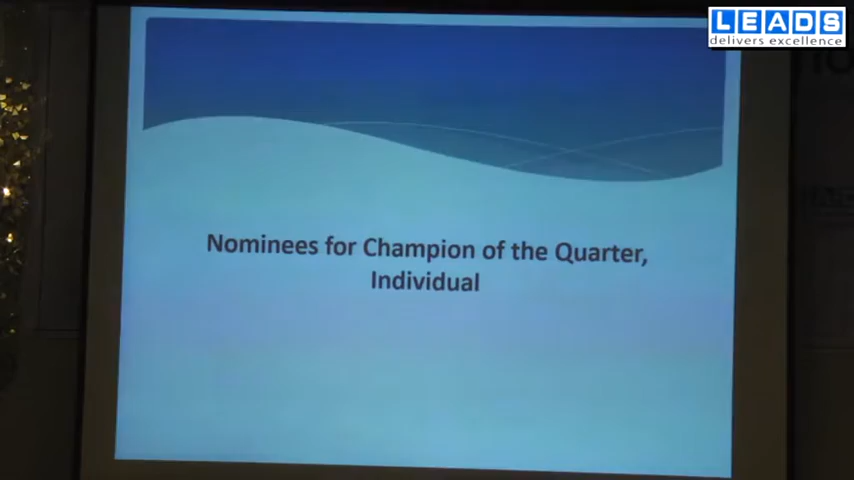 LEADS
delivers excellence
Nominees for Champion of the Quarter,
Individual